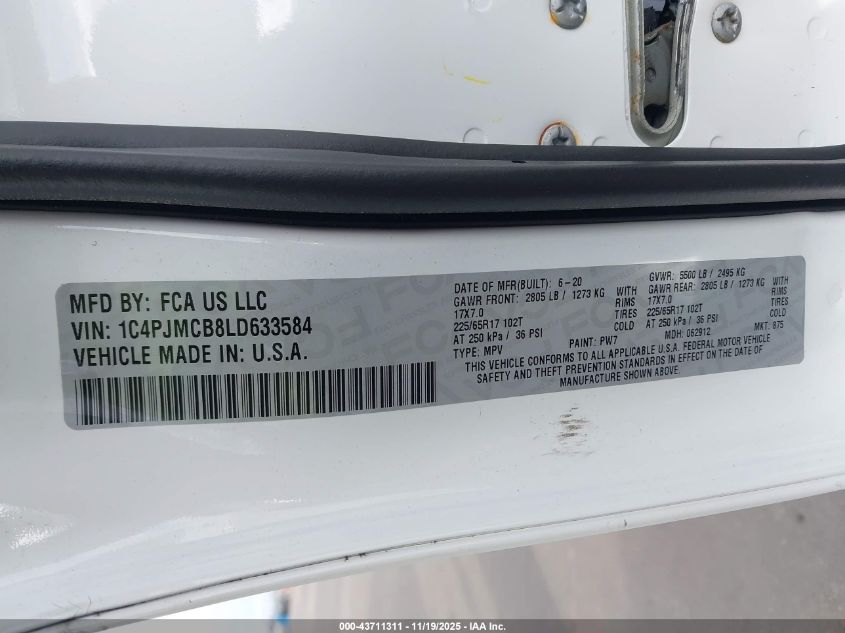 MFD BY: FCA US LLC
VIN: 1C4PJMCB8LD633584
VEHICLE MADE IN: U.S.A.
DATE OF MFR(BUILT): 6-20
GVWR: 5500 LB / 2495 KG
GAWR FRONT: 2805 LB / 1273 KG WITH
GAWR REAR: 2805 LB / 1273 KG WITH
17X7.0 RIMS
17X7.0 RIMS
225/65R17 102T TIRES
225/65R17 102T TIRES
AT 250 kPa / 36 PSI COLD
AT 250 kPa / 36 PSI COLD
TYPE: MPV PAINT: PW7 MDH: 062912 MKT: 875
THIS VEHICLE CONFORMS TO ALL APPLICABLE U.S.A. FEDERAL MOTOR VEHICLE
SAFETY AND THEFT PREVENTION STANDARDS IN EFFECT ON THE DATE OF
MANUFACTURE SHOWN ABOVE.
000-43711311 - 11/19/2025 - IAA Inc.